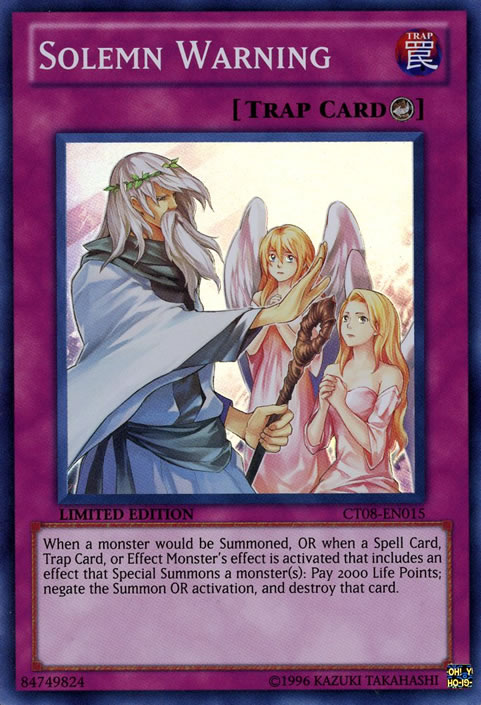 SOLEMN WARNING
TRAP
罠
[TRAP CARD]
LIMITED EDITION
CT08-EN015
When a monster would be Summoned, OR when a Spell Card,
Trap Card, or Effect Monster's effect is activated that includes an
effect that Special Summons a monster(s): Pay 2000 Life Points;
negate the Summon OR activation, and destroy that card.
84749824
©1996 KAZUKI TAKAHASHI